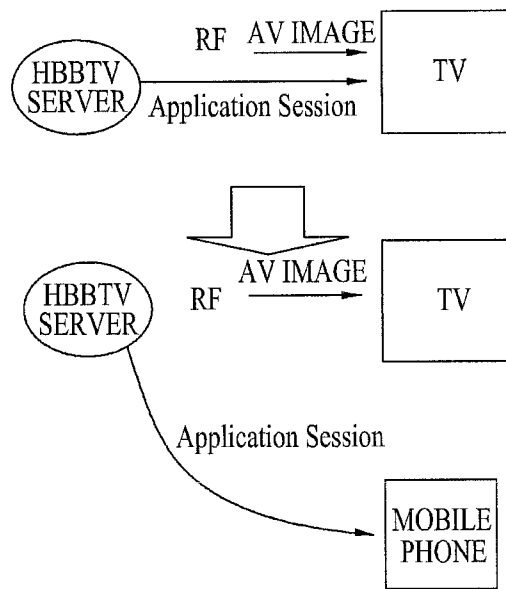 RF AV IMAGE
HBBTV
SERVER
TV
Application Session
HBBTV
SERVER
RF AV IMAGE
TV
Application Session
MOBILE
PHONE